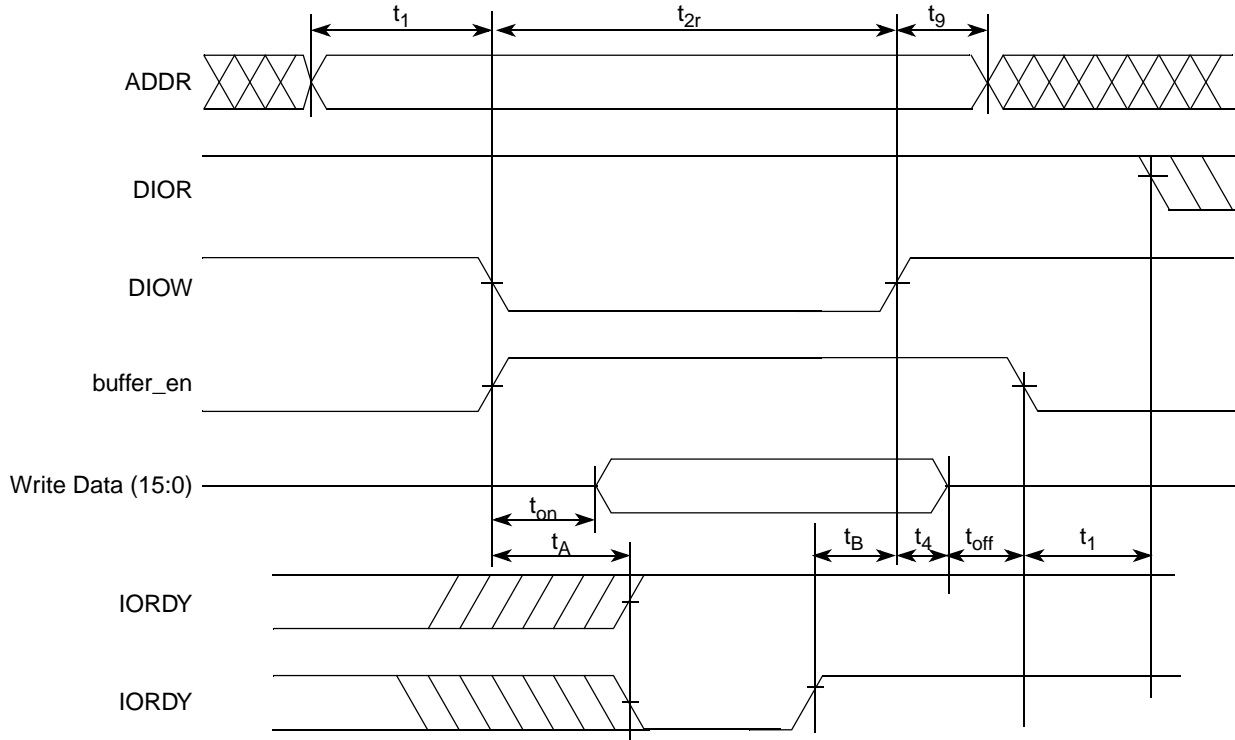 t1 t2r t9
ADDR
DIOR
DIOW
buffer_en
Write Data (15:0)
ton
tA tB t4 toff t1
IORDY
IORDY